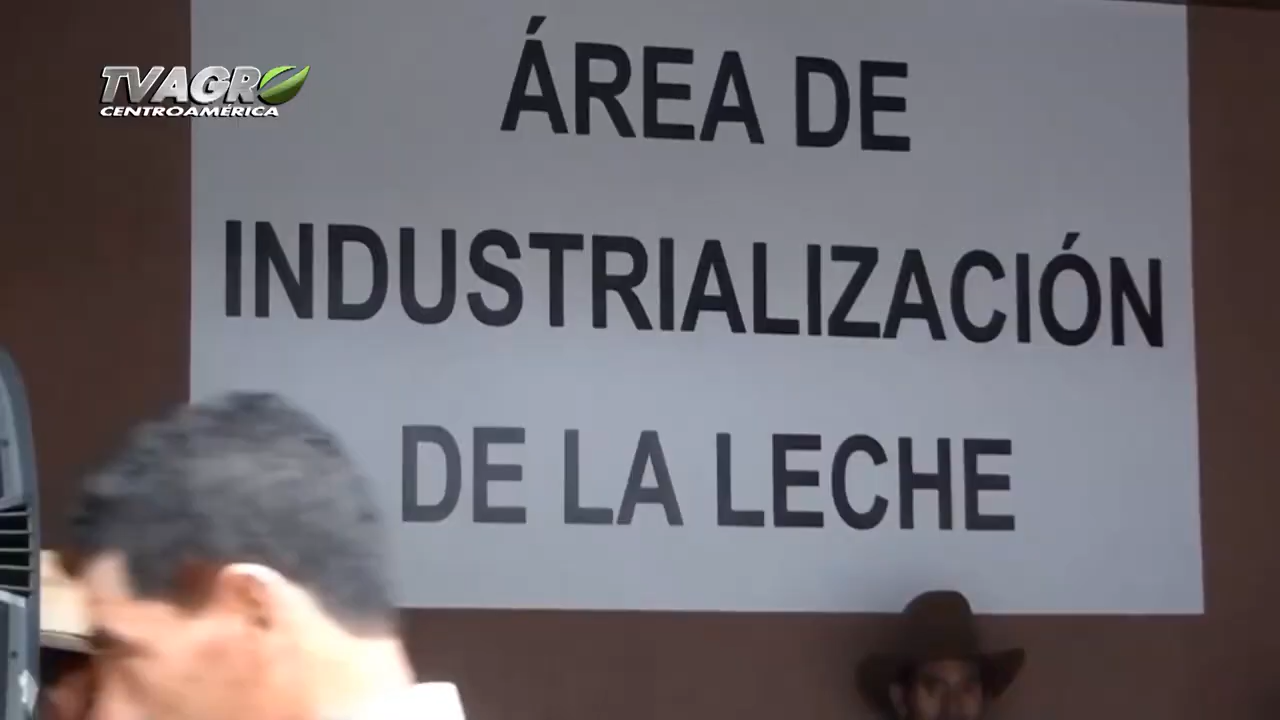 TVAGRO
CENTROAMÉRICA
ÁREA DE
INDUSTRIALIZACIÓN
DE LA LECHE